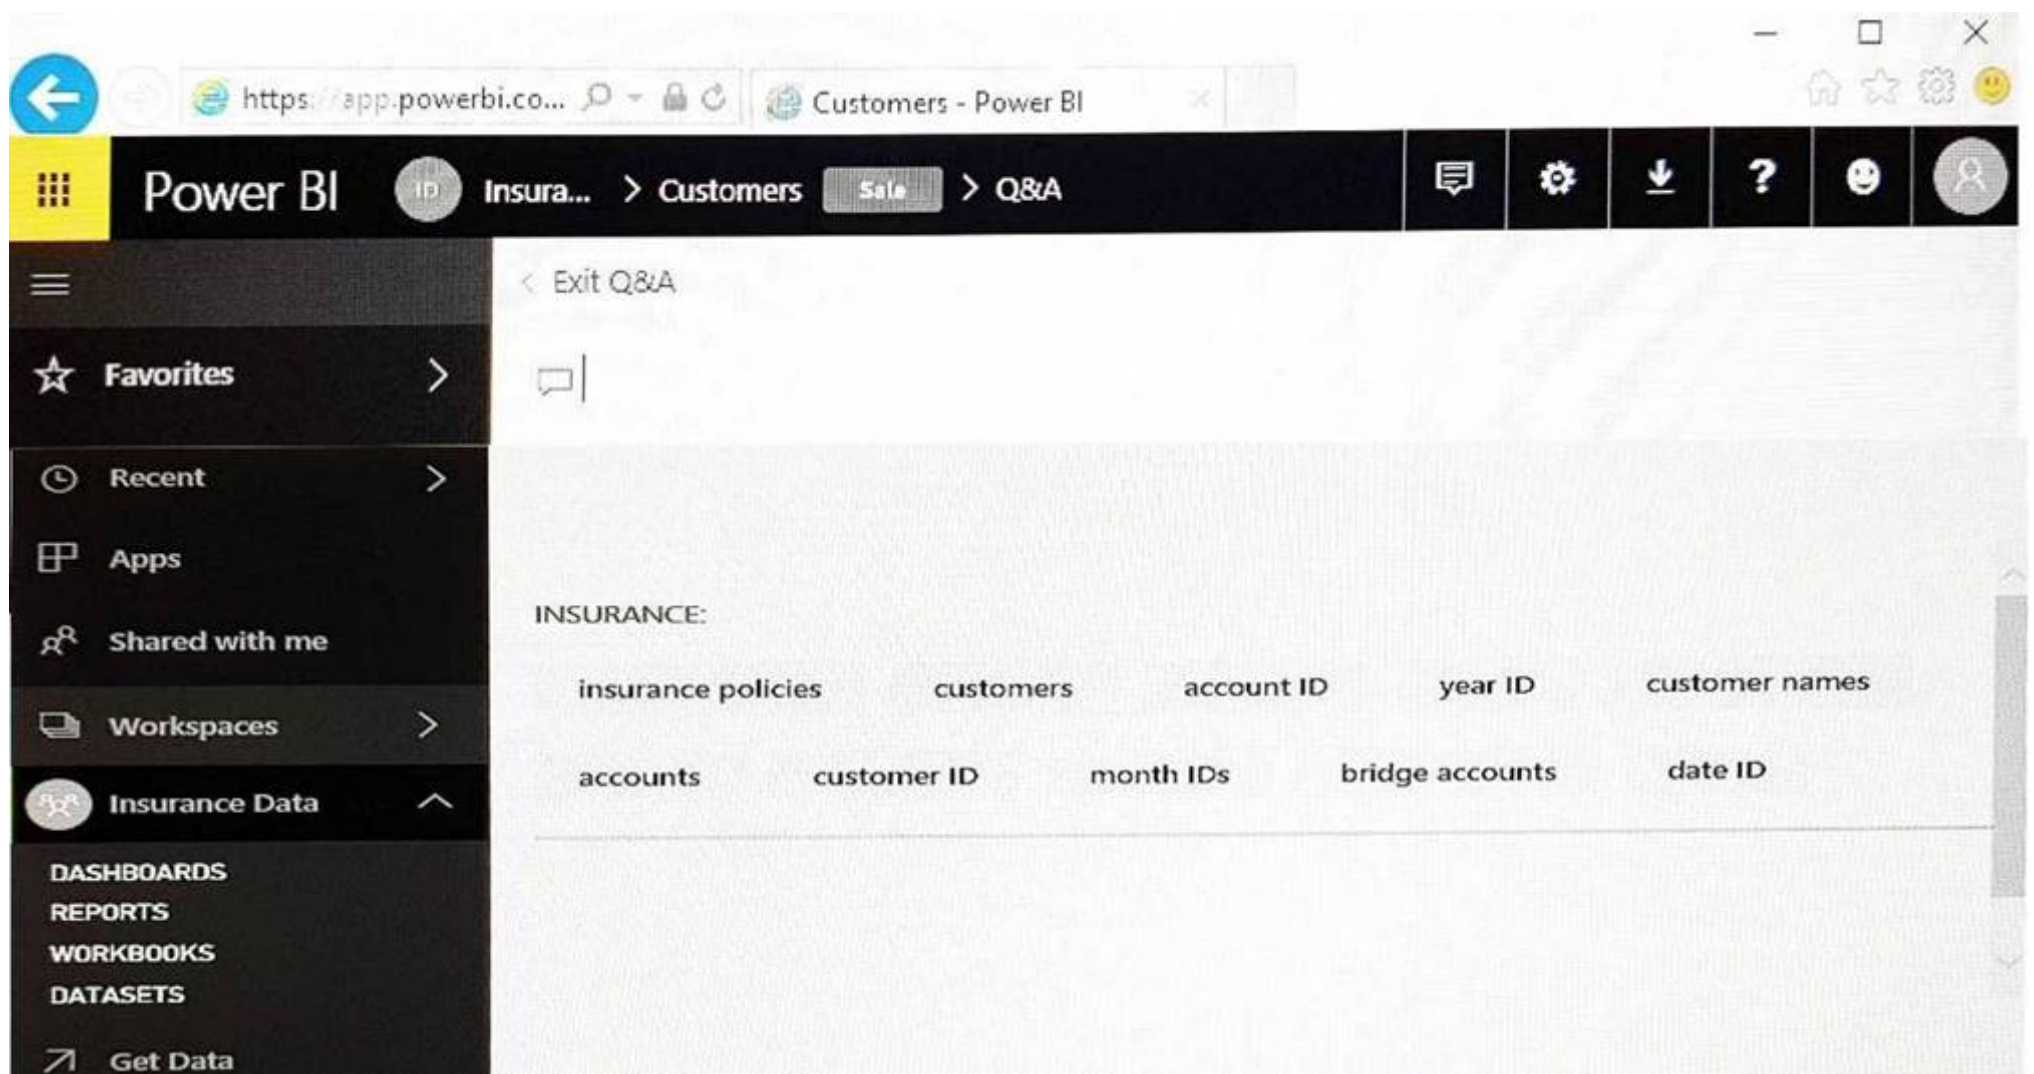 https://app.powerbi.co... Customers - Power BI
Power BI ID Insura... > Customers Sale > Q&A
< Exit Q&A
Favorites >
Recent >
Apps
Shared with me
Workspaces >
Insurance Data
DASHBOARDS
REPORTS
WORKBOOKS
DATASETS
Get Data
INSURANCE:
insurance policies customers account ID year ID customer names
accounts customer ID month IDs bridge accounts date ID